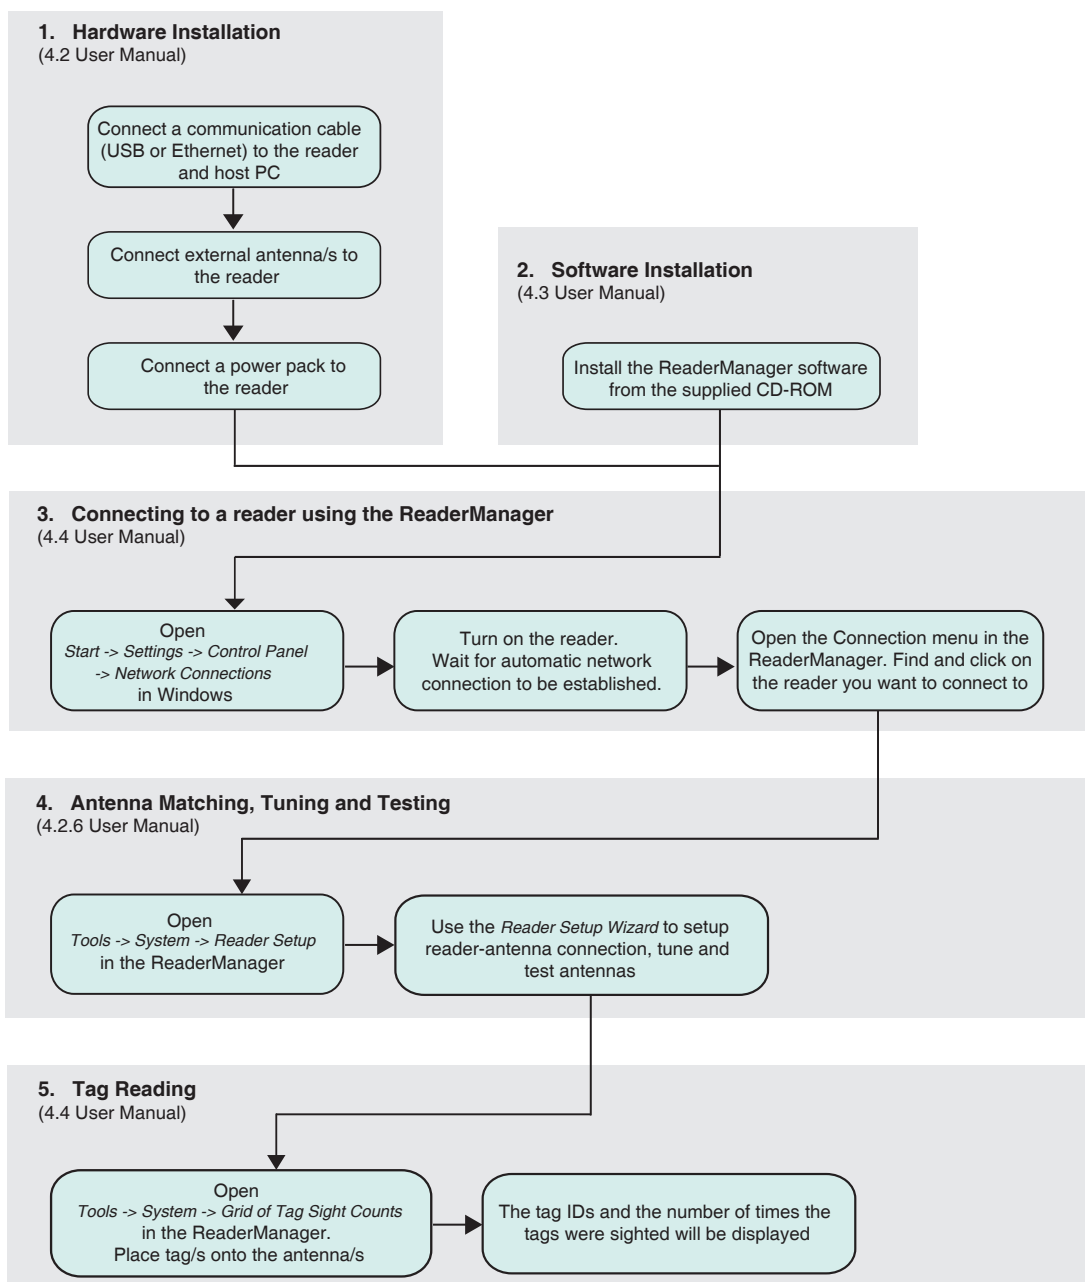 1. Hardware Installation
(4.2 User Manual)
Connect a communication cable
(USB or Ethernet) to the reader
and host PC
Connect external antenna/s to
the reader
Connect a power pack to
the reader
2. Software Installation
(4.3 User Manual)
Install the ReaderManager software
from the supplied CD-ROM
3. Connecting to a reader using the ReaderManager
(4.4 User Manual)
Open
Start -> Settings -> Control Panel
-> Network Connections
in Windows
Turn on the reader.
Wait for automatic network
connection to be established.
Open the Connection menu in the
ReaderManager. Find and click on
the reader you want to connect to
4. Antenna Matching, Tuning and Testing
(4.2.6 User Manual)
Open
Tools -> System -> Reader Setup
in the ReaderManager
Use the Reader Setup Wizard to setup
reader-antenna connection, tune and
test antennas
5. Tag Reading
(4.4 User Manual)
Open
Tools -> System -> Grid of Tag Sight Counts
in the ReaderManager.
Place tag/s onto the antenna/s
The tag IDs and the number of times the
tags were sighted will be displayed